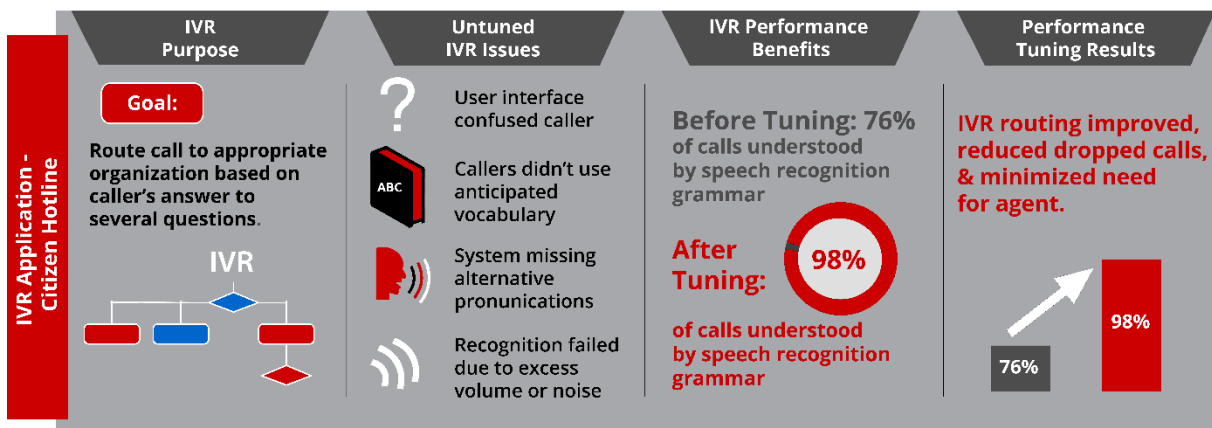 IVR Application -
Citizen Hotline
IVR
Purpose
Goal:
Route call to appropriate
organization based on
caller’s answer to
several questions.
IVR
Untuned
IVR Issues
?
User interface
confused caller
ABC
Callers didn’t use
anticipated
vocabulary
System missing
alternative
pronunications
Recognition failed
due to excess
volume or noise
IVR Performance
Benefits
Before Tuning: 76%
of calls understood
by speech recognition
grammar
After
Tuning:
98%
of calls understood
by speech recognition
grammar
Performance
Tuning Results
IVR routing improved,
reduced dropped calls,
& minimized need
for agent.
76%
98%